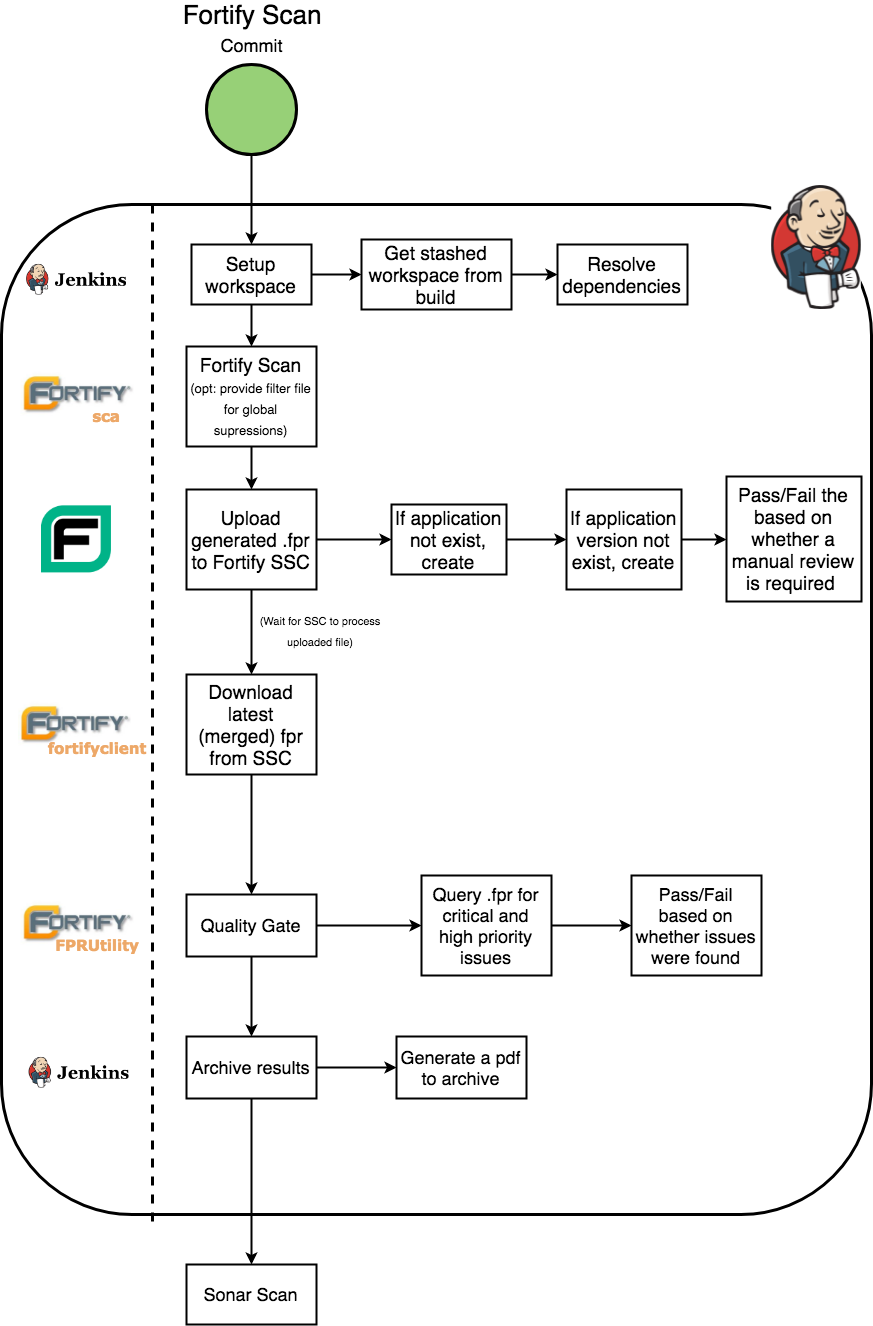 Fortify Scan
Commit
Jenkins
Setup
workspace
Get stashed
workspace from
build
Resolve
dependencies
FORTIFY
sca
Fortify Scan
(opt: provide filter file
for global
supressions)
F
Upload
generated .fpr
to Fortify SSC
If application
not exist,
create
If application
version not
exist, create
Pass/Fail the
based on
whether a
manual review
is required
(Wait for SSC to process
uploaded file)
FORTIFY
fortifyclient
Download
latest
(merged) fpr
from SSC
FORTIFY
FPRUtility
Quality Gate
Query .fpr for
critical and
high priority
issues
Pass/Fail
based on
whether issues
were found
Jenkins
Archive results
Generate a pdf
to archive
Sonar Scan